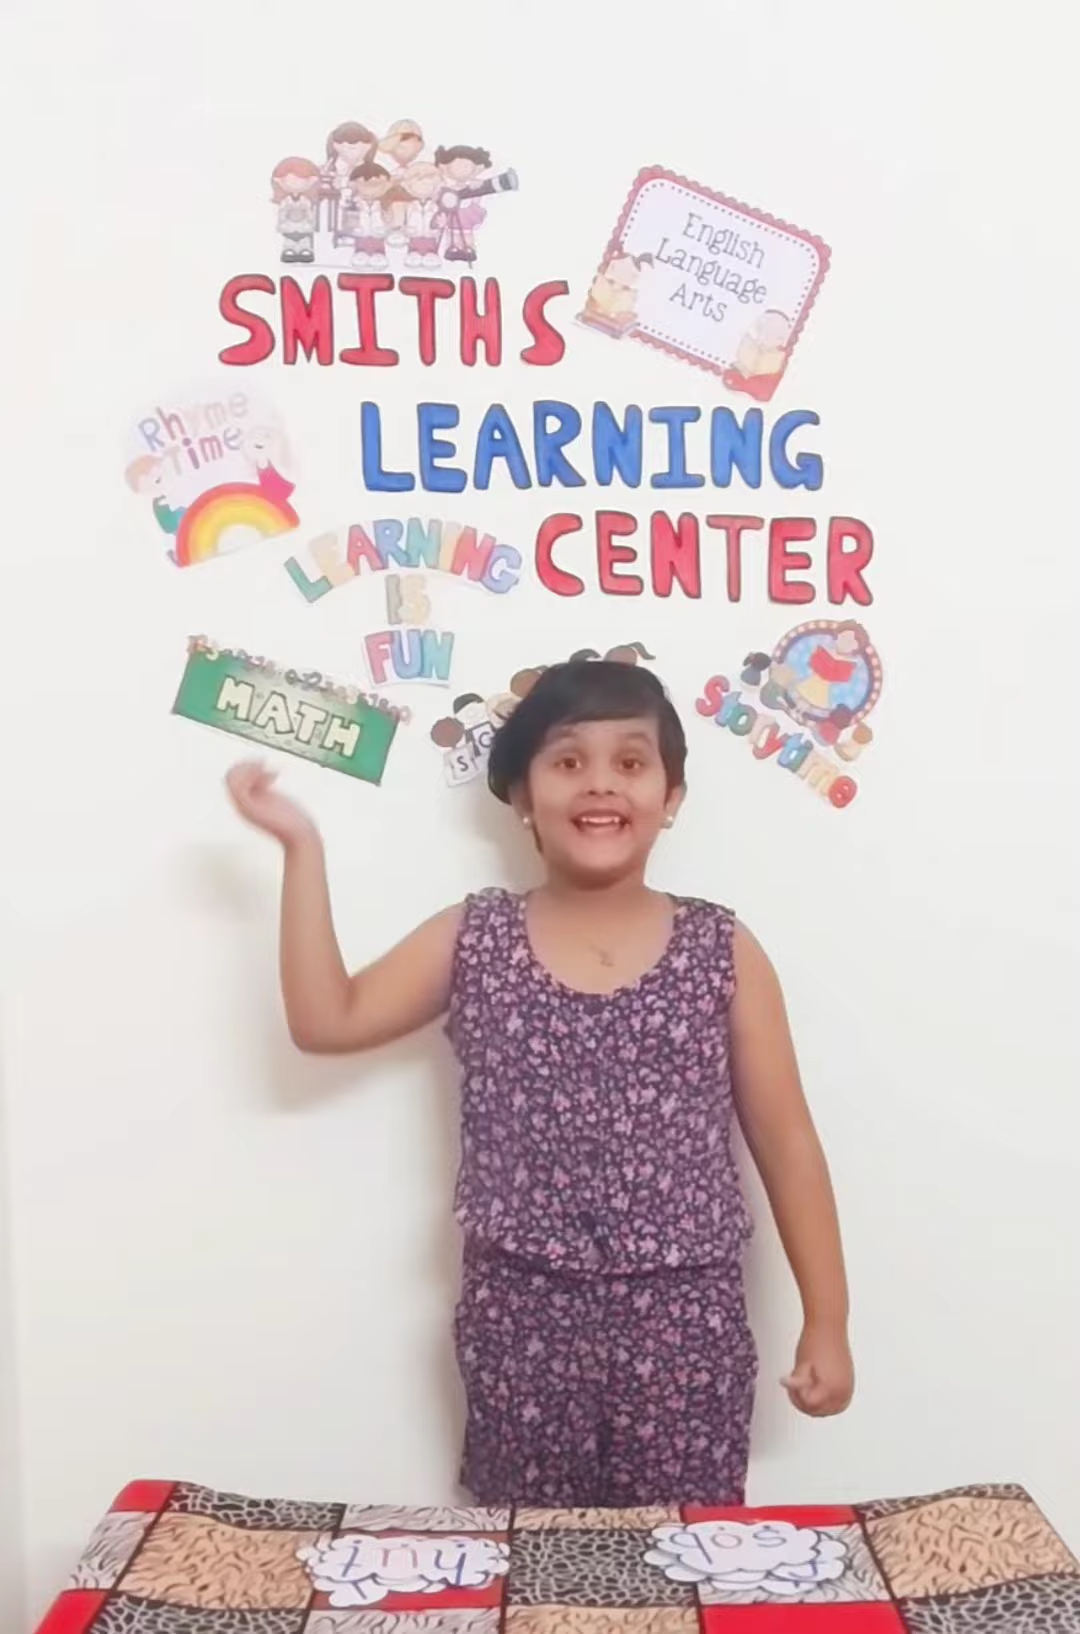 English
Language
Arts
SMITHS
Rhyme
Time
LEARNING
CENTER
LEARNING
IS
FUN
MATH
Storytime